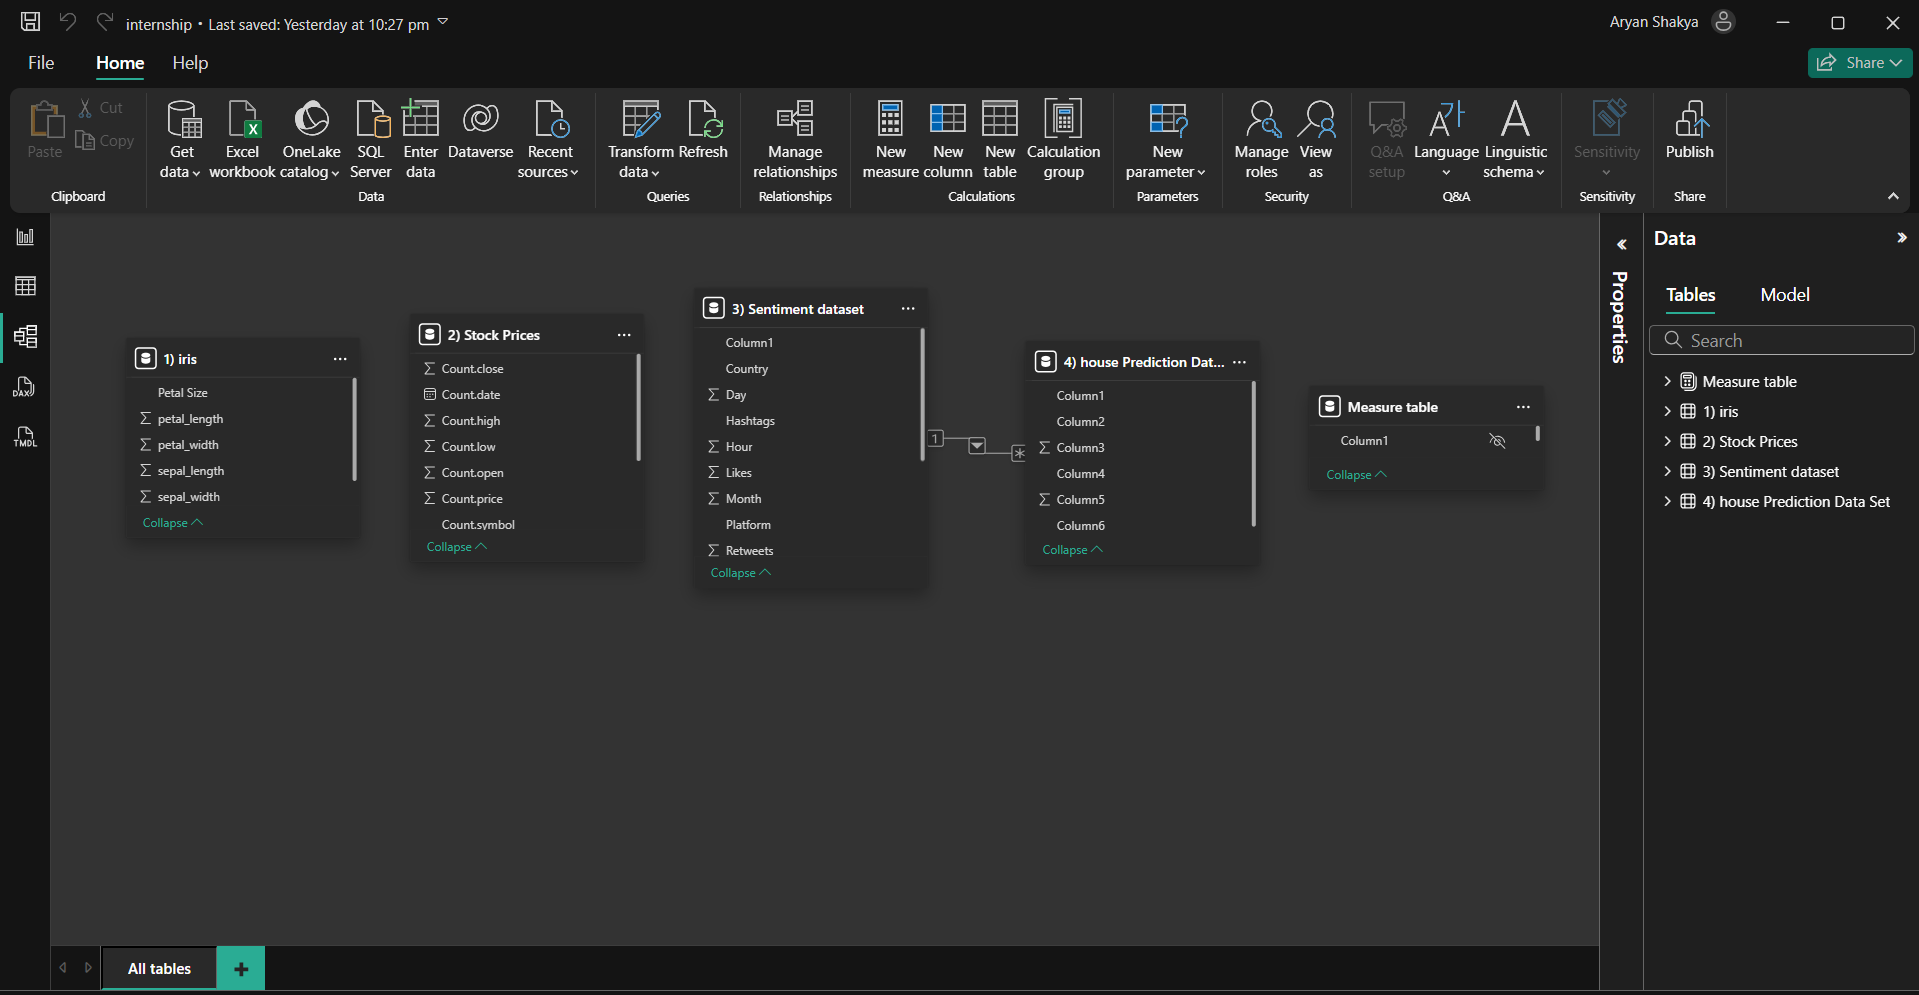 internship • Last saved: Yesterday at 10:27 pm
Aryan Shakya
File
Home
Help
Share
Paste
Cut
Copy
Clipboard
Get data
Excel workbook
OneLake catalog
SQL Server
Enter data
Dataverse
Recent sources
Data
Transform data
Refresh
Queries
Manage relationships
Relationships
New measure
New column
New table
Calculation group
Calculations
New parameter
Parameters
Manage roles
View as
Security
Q&A setup
Language
Linguistic schema
Q&A
Sensitivity
Sensitivity
Publish
Share
DAX
TMDL
1) iris
Petal Size
petal_length
petal_width
sepal_length
sepal_width
Collapse
2) Stock Prices
Count.close
Count.date
Count.high
Count.low
Count.open
Count.price
Count.symbol
Collapse
3) Sentiment dataset
Column1
Country
Day
Hashtags
Hour
Likes
Month
Platform
Retweets
Collapse
1
*
4) house Prediction Dat...
Column1
Column2
Column3
Column4
Column5
Column6
Collapse
Measure table
Column1
Collapse
Properties
Data
Tables
Model
Search
Measure table
1) iris
2) Stock Prices
3) Sentiment dataset
4) house Prediction Data Set
All tables